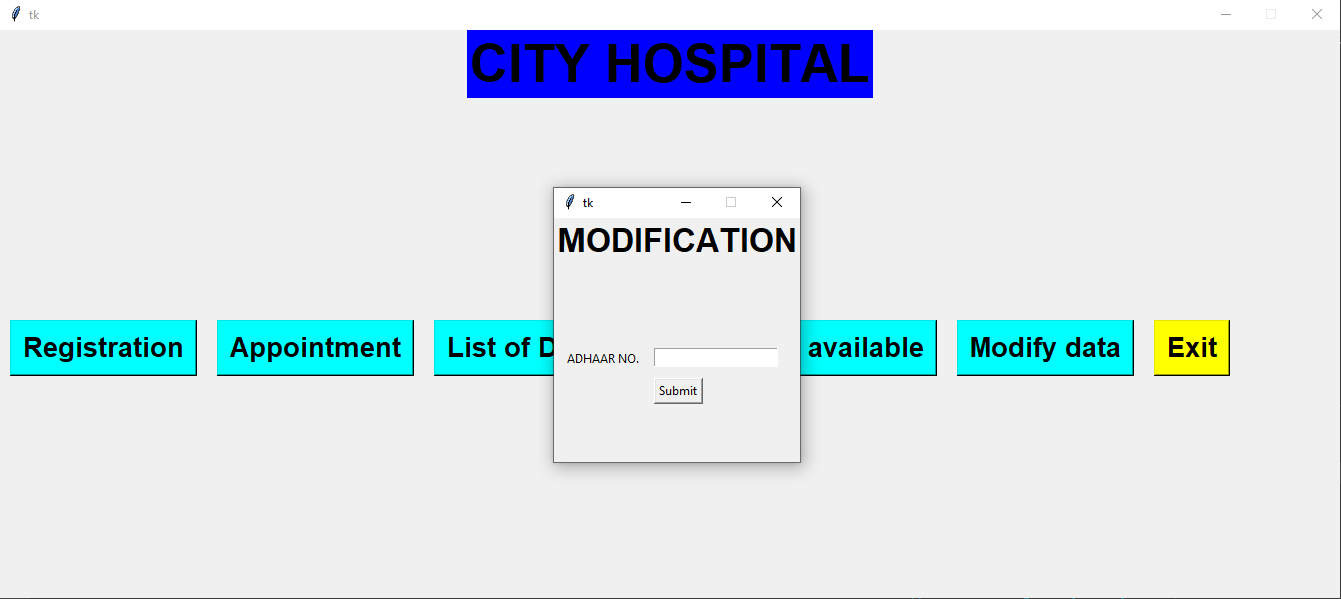 tk
CITY HOSPITAL
tk
MODIFICATION
ADHAAR NO.
Submit
Registration
Appointment
List of D
available
Modify data
Exit